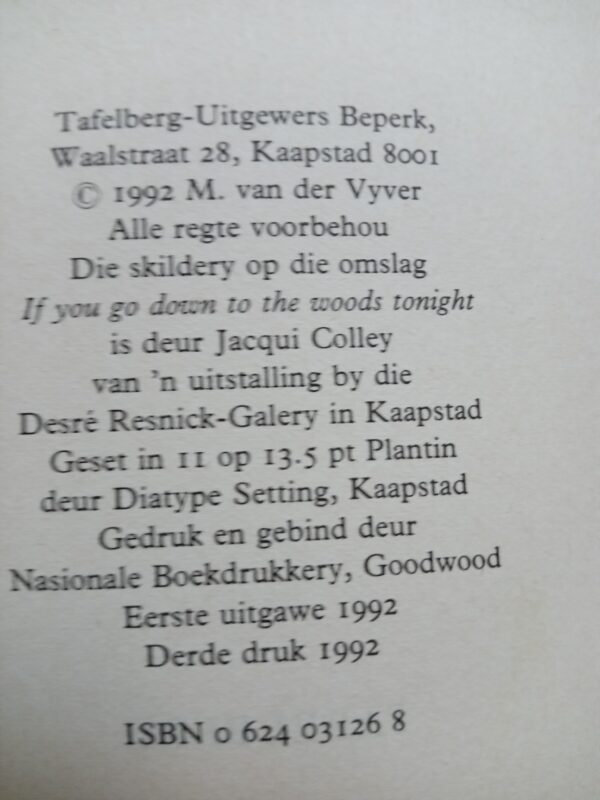 Tafelberg-Uitgewers Beperk,
Waalstraat 28, Kaapstad 8001
© 1992 M. van der Vyver
Alle regte voorbehou
Die skildery op die omslag
If you go down to the woods tonight
is deur Jacqui Colley
van 'n uitstalling by die
Desré Resnick-Galery in Kaapstad
Geset in 11 op 13.5 pt Plantin
deur Diatype Setting, Kaapstad
Gedruk en gebind deur
Nasionale Boekdrukkery, Goodwood
Eerste uitgawe 1992
Derde druk 1992
ISBN 0 624 03126 8